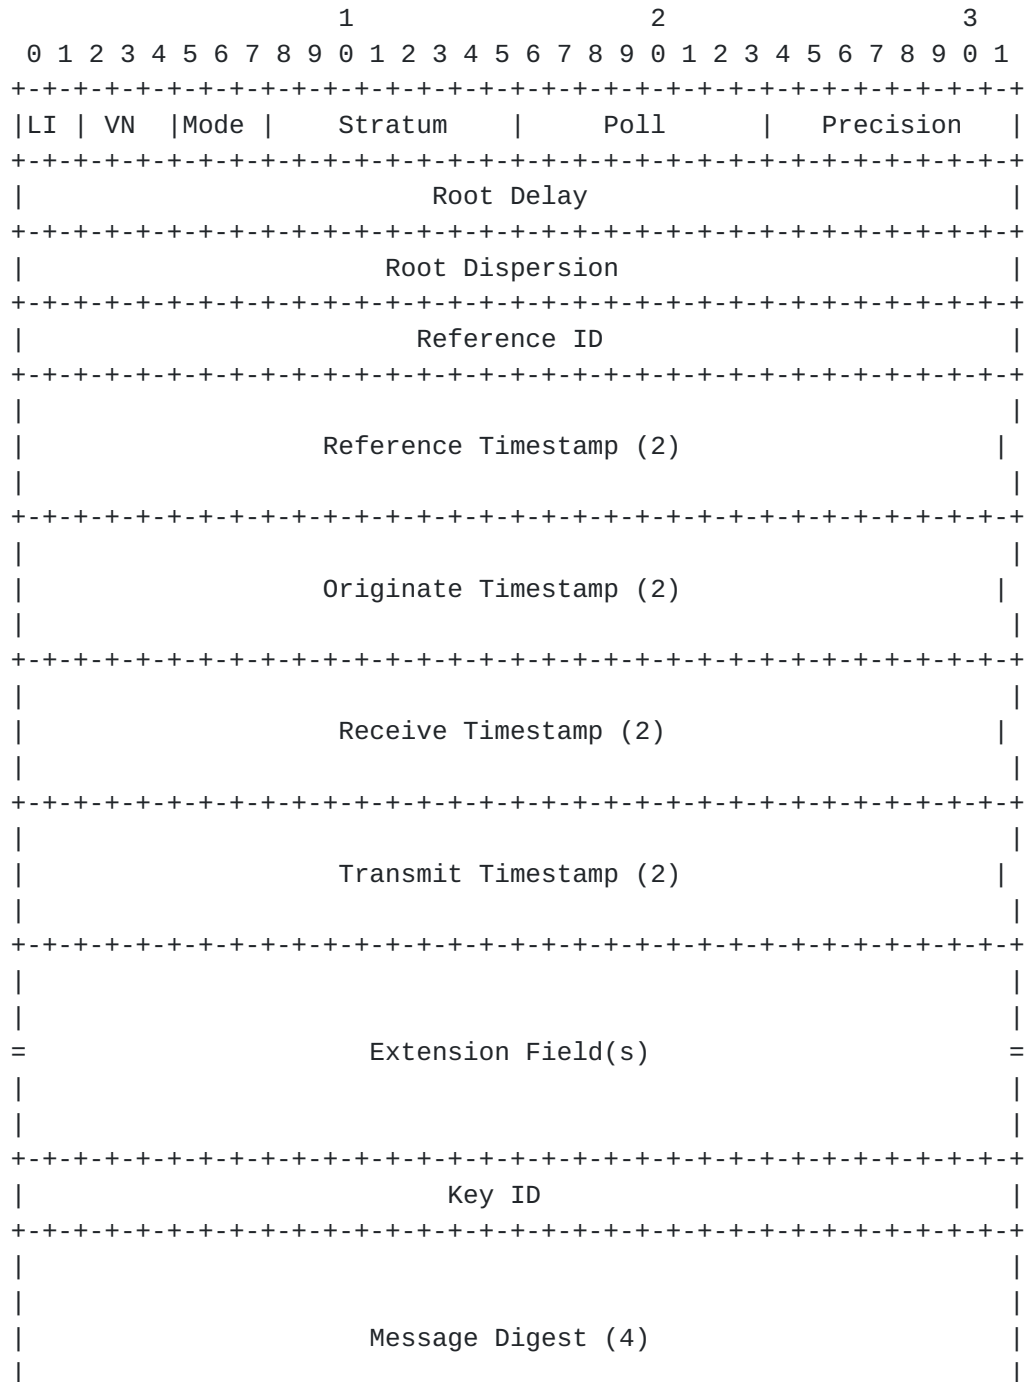 1                   2                   3
 0 1 2 3 4 5 6 7 8 9 0 1 2 3 4 5 6 7 8 9 0 1 2 3 4 5 6 7 8 9 0 1
+-+-+-+-+-+-+-+-+-+-+-+-+-+-+-+-+-+-+-+-+-+-+-+-+-+-+-+-+-+-+-+-+
|LI | VN  |Mode |    Stratum    |     Poll      |   Precision   |
+-+-+-+-+-+-+-+-+-+-+-+-+-+-+-+-+-+-+-+-+-+-+-+-+-+-+-+-+-+-+-+-+
|                          Root Delay                           |
+-+-+-+-+-+-+-+-+-+-+-+-+-+-+-+-+-+-+-+-+-+-+-+-+-+-+-+-+-+-+-+-+
|                       Root Dispersion                         |
+-+-+-+-+-+-+-+-+-+-+-+-+-+-+-+-+-+-+-+-+-+-+-+-+-+-+-+-+-+-+-+-+
|                         Reference ID                          |
+-+-+-+-+-+-+-+-+-+-+-+-+-+-+-+-+-+-+-+-+-+-+-+-+-+-+-+-+-+-+-+-+
|                                                               |
|                   Reference Timestamp (2)                    |
|                                                               |
+-+-+-+-+-+-+-+-+-+-+-+-+-+-+-+-+-+-+-+-+-+-+-+-+-+-+-+-+-+-+-+-+
|                                                               |
|                   Originate Timestamp (2)                    |
|                                                               |
+-+-+-+-+-+-+-+-+-+-+-+-+-+-+-+-+-+-+-+-+-+-+-+-+-+-+-+-+-+-+-+-+
|                                                               |
|                    Receive Timestamp (2)                     |
|                                                               |
+-+-+-+-+-+-+-+-+-+-+-+-+-+-+-+-+-+-+-+-+-+-+-+-+-+-+-+-+-+-+-+-+
|                                                               |
|                    Transmit Timestamp (2)                    |
|                                                               |
+-+-+-+-+-+-+-+-+-+-+-+-+-+-+-+-+-+-+-+-+-+-+-+-+-+-+-+-+-+-+-+-+
|                                                               |
|                                                               |
=                      Extension Field(s)                       =
|                                                               |
|                                                               |
+-+-+-+-+-+-+-+-+-+-+-+-+-+-+-+-+-+-+-+-+-+-+-+-+-+-+-+-+-+-+-+-+
|                           Key ID                              |
+-+-+-+-+-+-+-+-+-+-+-+-+-+-+-+-+-+-+-+-+-+-+-+-+-+-+-+-+-+-+-+-+
|                                                               |
|                                                               |
|                      Message Digest (4)                       |
|                                                               |